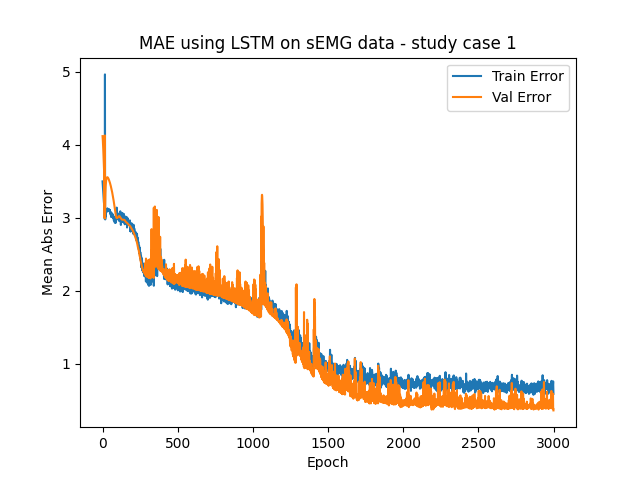 MAE using LSTM on sEMG data - study case 1
Train Error
Val Error
Mean Abs Error
5
4
3
2
1
0
500
1000
1500
2000
2500
3000
Epoch